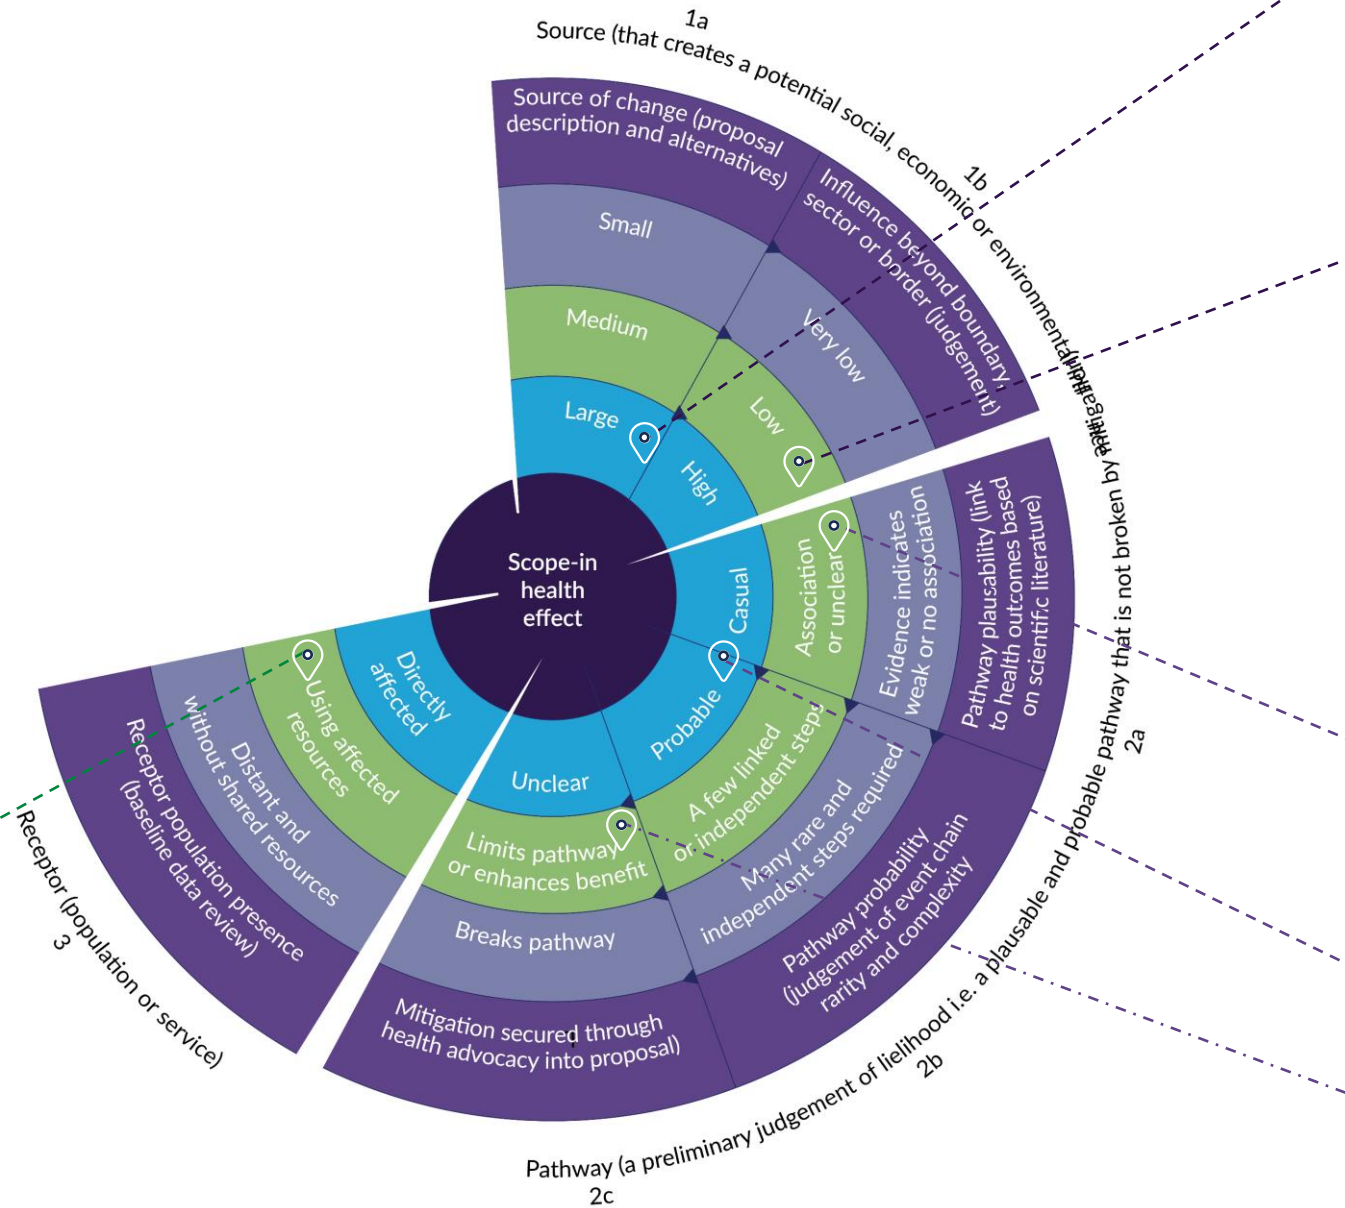 1a
Source (that creates a potential social, economic or environmental
1b
Source of change (proposal
description and alternatives)
Small
Medium
Large
Influence beyond boundary,
sector or border (judgement)
Very low
Low
High
Scope-in
health
effect
Pathway plausability (link
to health outcomes based
on scientific literature)
Evidence indicates
weak or no association
Association
or unclear
Casual
2a
Pathway probability
(judgement of event chain
rarity and complexity
Many rare and
independent steps required
A few linked
or independent steps
Probable
2b
Mitigation secured through
health advocacy into proposal)
Breaks pathway
Limits pathway
or enhances benefit
Unclear
2c
Pathway (a preliminary judgement of lielihood i.e. a plausable and probable pathway that is not broken by
Receptor population presence
(baseline data review)
Distant and
without shared resources
Using affected
resources
Directly
affected
Receptor (population or service)
3